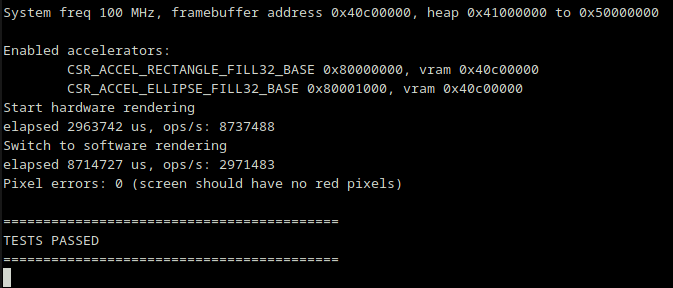 System freq 100 MHz, framebuffer address 0x40c00000, heap 0x41000000 to 0x50000000
Enabled accelerators:
CSR_ACCEL_RECTANGLE_FILL32_BASE 0x80000000, vram 0x40c00000
CSR_ACCEL_ELLIPSE_FILL32_BASE 0x80001000, vram 0x40c00000
Start hardware rendering
elapsed 2963742 us, ops/s: 8737488
Switch to software rendering
elapsed 8714727 us, ops/s: 2971483
Pixel errors: 0 (screen should have no red pixels)
==========================================
TESTS PASSED
==========================================